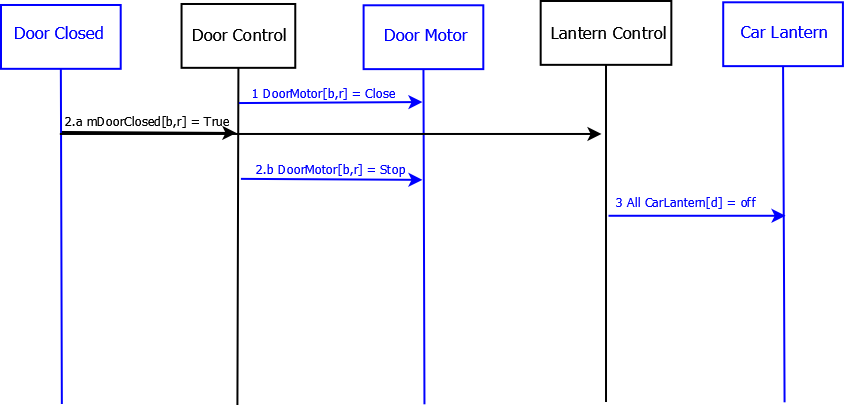 Door Closed
Door Control
Door Motor
Lantern Control
Car Lantern
1 DoorMotor[b,r] = Close
2.a mDoorClosed[b,r] = True
2.b DoorMotor[b,r] = Stop
3 All CarLantern[d] = off